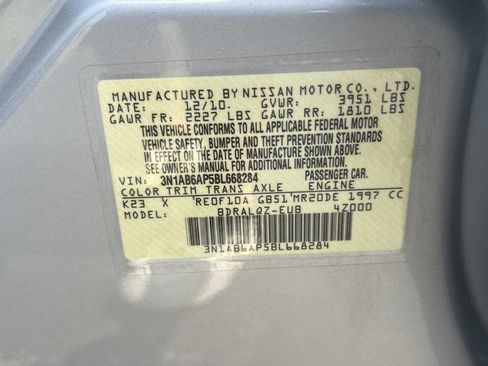 MANUFACTURED BY NISSAN MOTOR CO., LTD.
DATE: 12/10. GVWR: 3951 LBS
GAWR FR: 2227 LBS GAWR RR: 1810 LBS
THIS VEHICLE CONFORMS TO ALL APPLICABLE FEDERAL MOTOR
VEHICLE SAFETY, BUMPER AND THEFT PREVENTION STANDARDS
IN EFFECT ON THE DATE OF MANUFACTURE SHOWN ABOVE.
SEE OWNER'S MANUAL FOR ADDITIONAL INFORMATION.
VIN: 3N1AB6AP5BL668284 PASSENGER CAR.
COLOR TRIM TRANS AXLE ENGINE
K23 X RE0F10A GB51 MR20DE 1997 CC
MODEL: BDRALQZ-EUB 4Z000
3N1AB6AP5BL668284